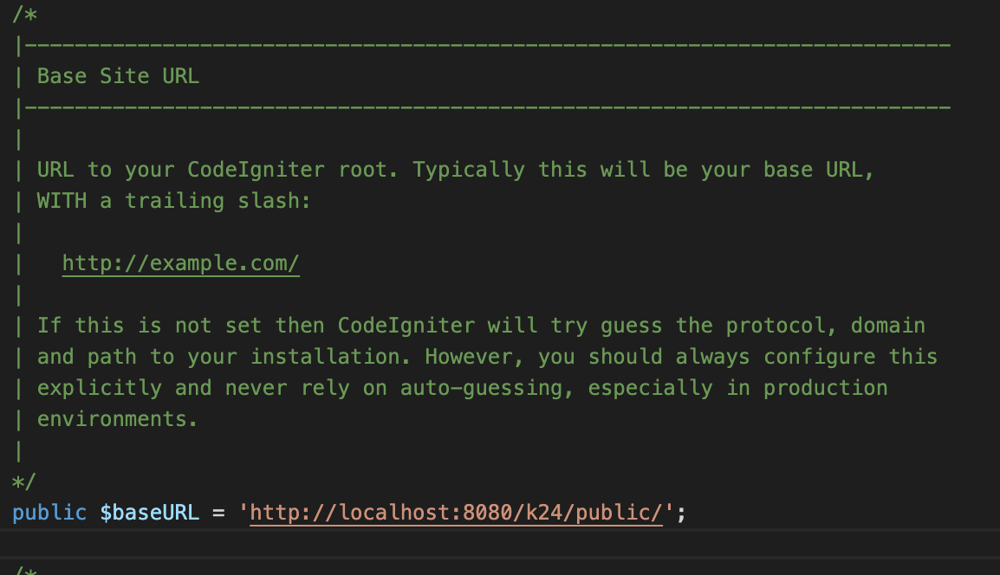 /*
|--------------------------------------------------------------------------
| Base Site URL
|--------------------------------------------------------------------------
|
| URL to your CodeIgniter root. Typically this will be your base URL,
| WITH a trailing slash:
|
|   http://example.com/
|
| If this is not set then CodeIgniter will try guess the protocol, domain
| and path to your installation. However, you should always configure this
| explicitly and never rely on auto-guessing, especially in production
| environments.
|
*/
public $baseURL = 'http://localhost:8080/k24/public/';
/*